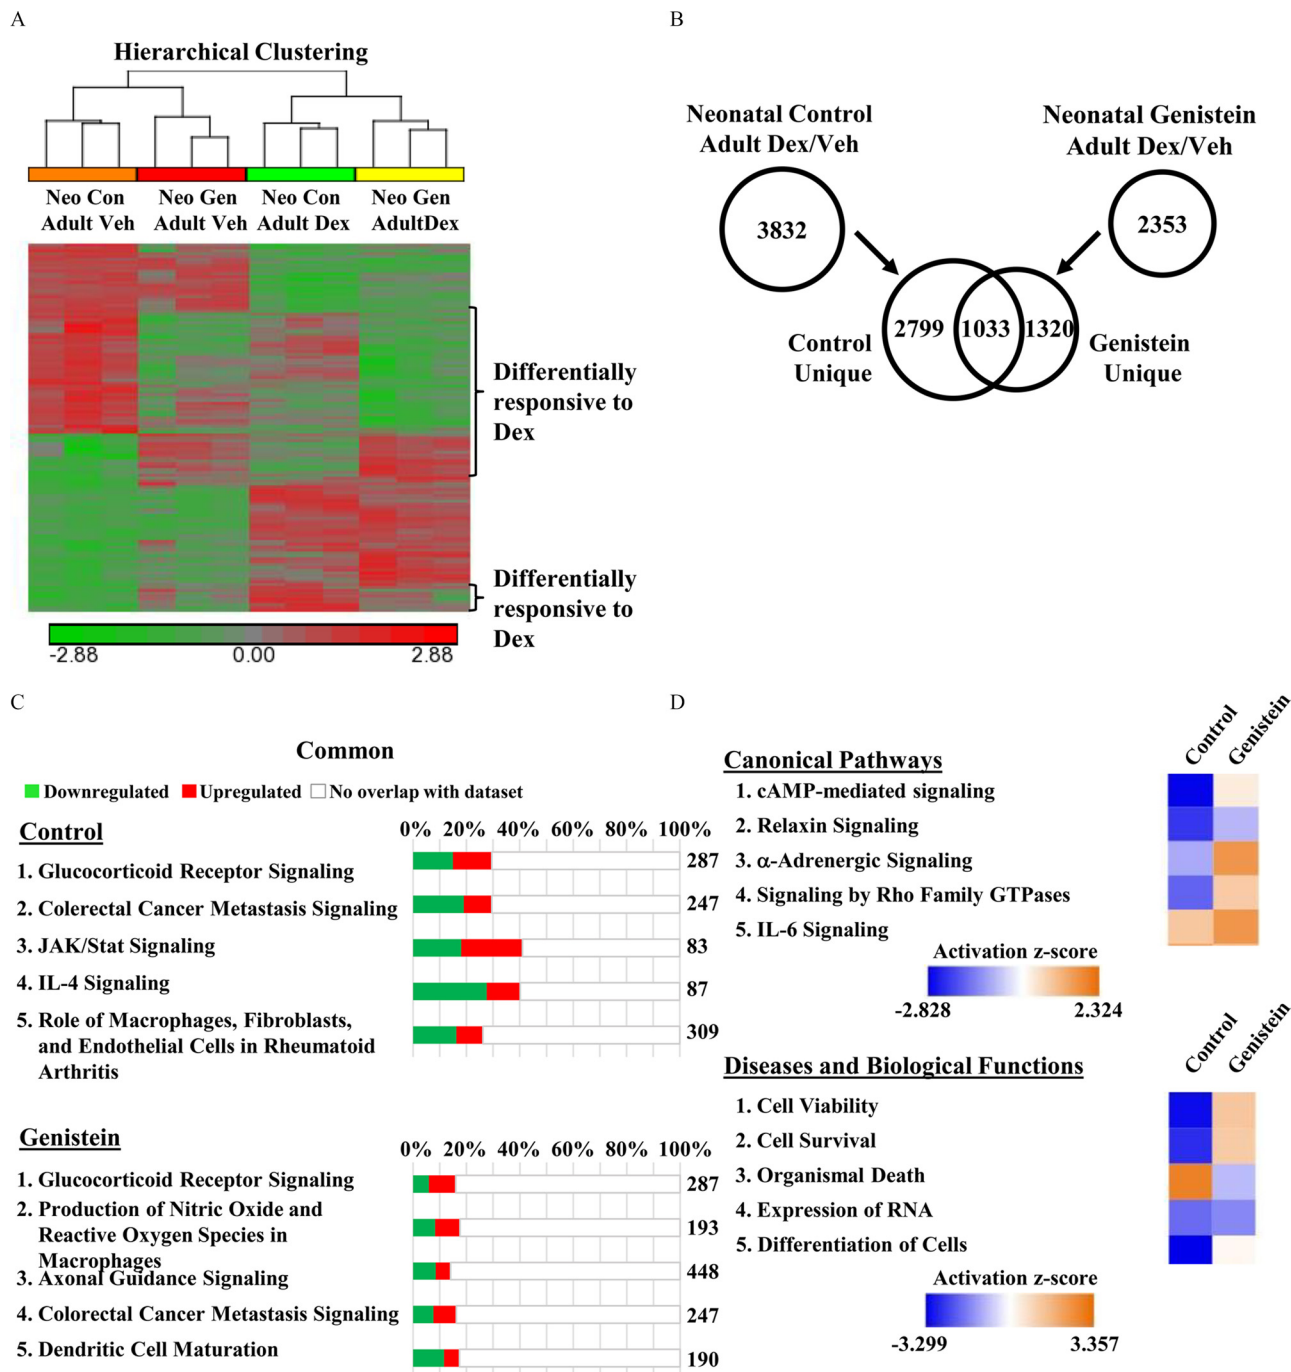 A
Hierarchical Clustering
Neo Con
Adult Veh
Neo Gen
Adult Veh
Neo Con
Adult Dex
Neo Gen
AdultDex
Differentially
responsive to
Dex
Differentially
responsive to
Dex
-2.88
0.00
2.88
B
Neonatal Control
Adult Dex/Veh
Neonatal Genistein
Adult Dex/Veh
3832
2353
2799
1033
1320
Control
Unique
Genistein
Unique
C
Common
Downregulated
Upregulated
No overlap with dataset
Control
0% 20% 40% 60% 80% 100%
1. Glucocorticoid Receptor Signaling
287
2. Colerectal Cancer Metastasis Signaling
247
3. JAK/Stat Signaling
83
4. IL-4 Signaling
87
5. Role of Macrophages, Fibroblasts,
and Endothelial Cells in Rheumatoid
Arthritis
309
Genistein
0% 20% 40% 60% 80% 100%
1. Glucocorticoid Receptor Signaling
287
2. Production of Nitric Oxide and
Reactive Oxygen Species in
Macrophages
193
3. Axonal Guidance Signaling
448
4. Colorectal Cancer Metastasis Signaling
247
5. Dendritic Cell Maturation
190
D
Control
Genistein
Canonical Pathways
1. cAMP-mediated signaling
2. Relaxin Signaling
3. α-Adrenergic Signaling
4. Signaling by Rho Family GTPases
5. IL-6 Signaling
Activation z-score
-2.828
2.324
Control
Genistein
Diseases and Biological Functions
1. Cell Viability
2. Cell Survival
3. Organismal Death
4. Expression of RNA
5. Differentiation of Cells
Activation z-score
-3.299
3.357